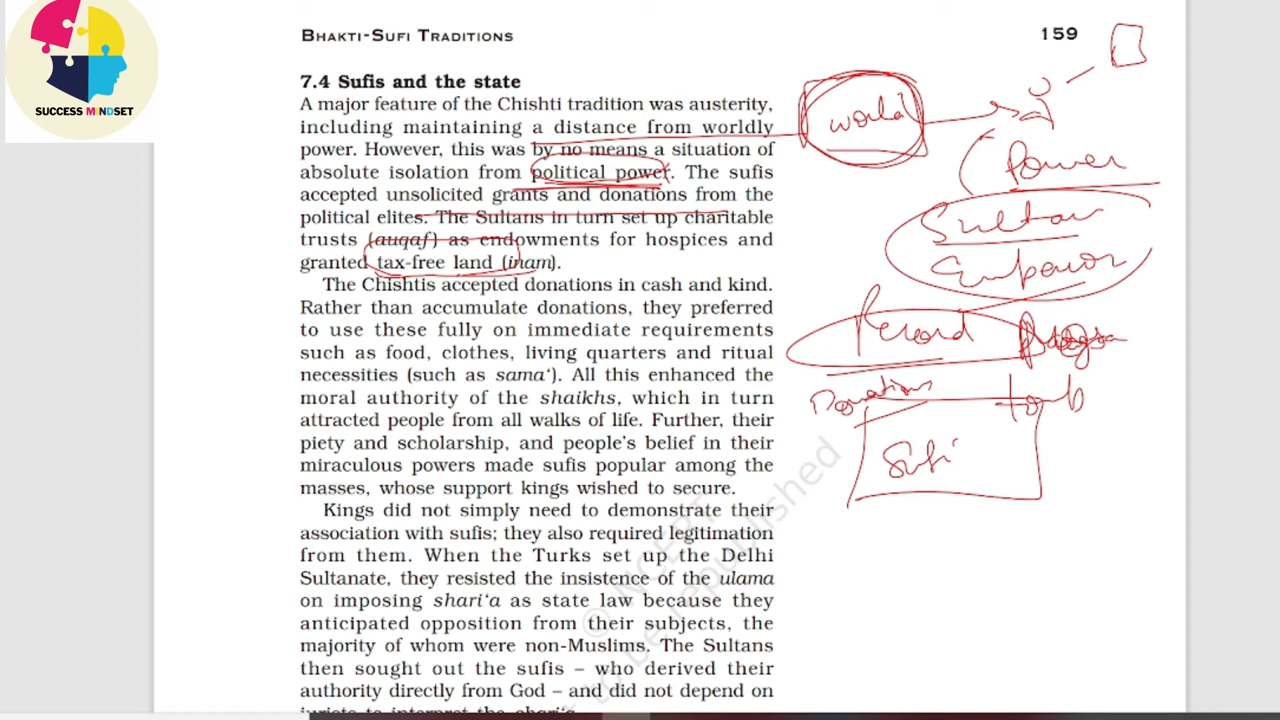 BHAKTI-SUFI TRADITIONS 159
SUCCESS MINDSET
7.4 Sufis and the state
A major feature of the Chishti tradition was austerity,
including maintaining a distance from worldly
power. However, this was by no means a situation of
absolute isolation from political power. The sufis
accepted unsolicited grants and donations from the
political elites. The Sultans in turn set up charitable
trusts (auqaf) as endowments for hospices and
granted tax-free land (inam).
The Chishtis accepted donations in cash and kind.
Rather than accumulate donations, they preferred
to use these fully on immediate requirements
such as food, clothes, living quarters and ritual
necessities (such as sama‘). All this enhanced the
moral authority of the shaikhs, which in turn
attracted people from all walks of life. Further, their
piety and scholarship, and people’s belief in their
miraculous powers made sufis popular among the
masses, whose support kings wished to secure.
Kings did not simply need to demonstrate their
association with sufis; they also required legitimation
from them. When the Turks set up the Delhi
Sultanate, they resisted the insistence of the ulama
on imposing shari‘a as state law because they
anticipated opposition from their subjects, the
majority of whom were non-Muslims. The Sultans
then sought out the sufis – who derived their
authority directly from God – and did not depend on
jurists to interpret the shari‘a.
world
Power
Sultan
Emperor
Record
Donations
tomb
Sufi
© NCERT
to be republished